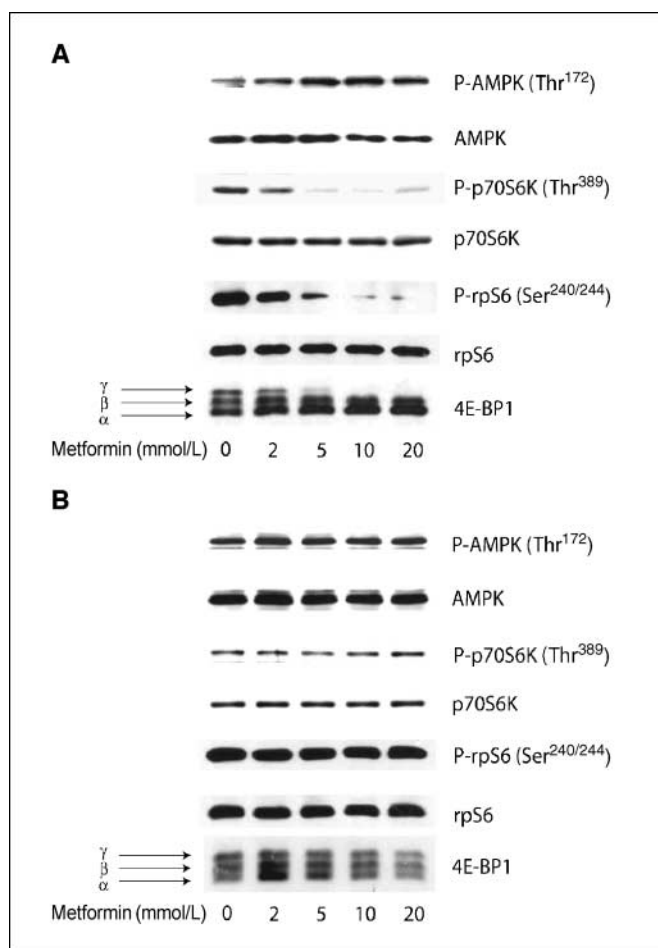 A
P-AMPK (Thr172)
AMPK
P-p70S6K (Thr389)
p70S6K
P-rpS6 (Ser240/244)
rpS6
γ
β
α
4E-BP1
Metformin (mmol/L) 0 2 5 10 20
B
P-AMPK (Thr172)
AMPK
P-p70S6K (Thr389)
p70S6K
P-rpS6 (Ser240/244)
rpS6
γ
β
α
4E-BP1
Metformin (mmol/L) 0 2 5 10 20